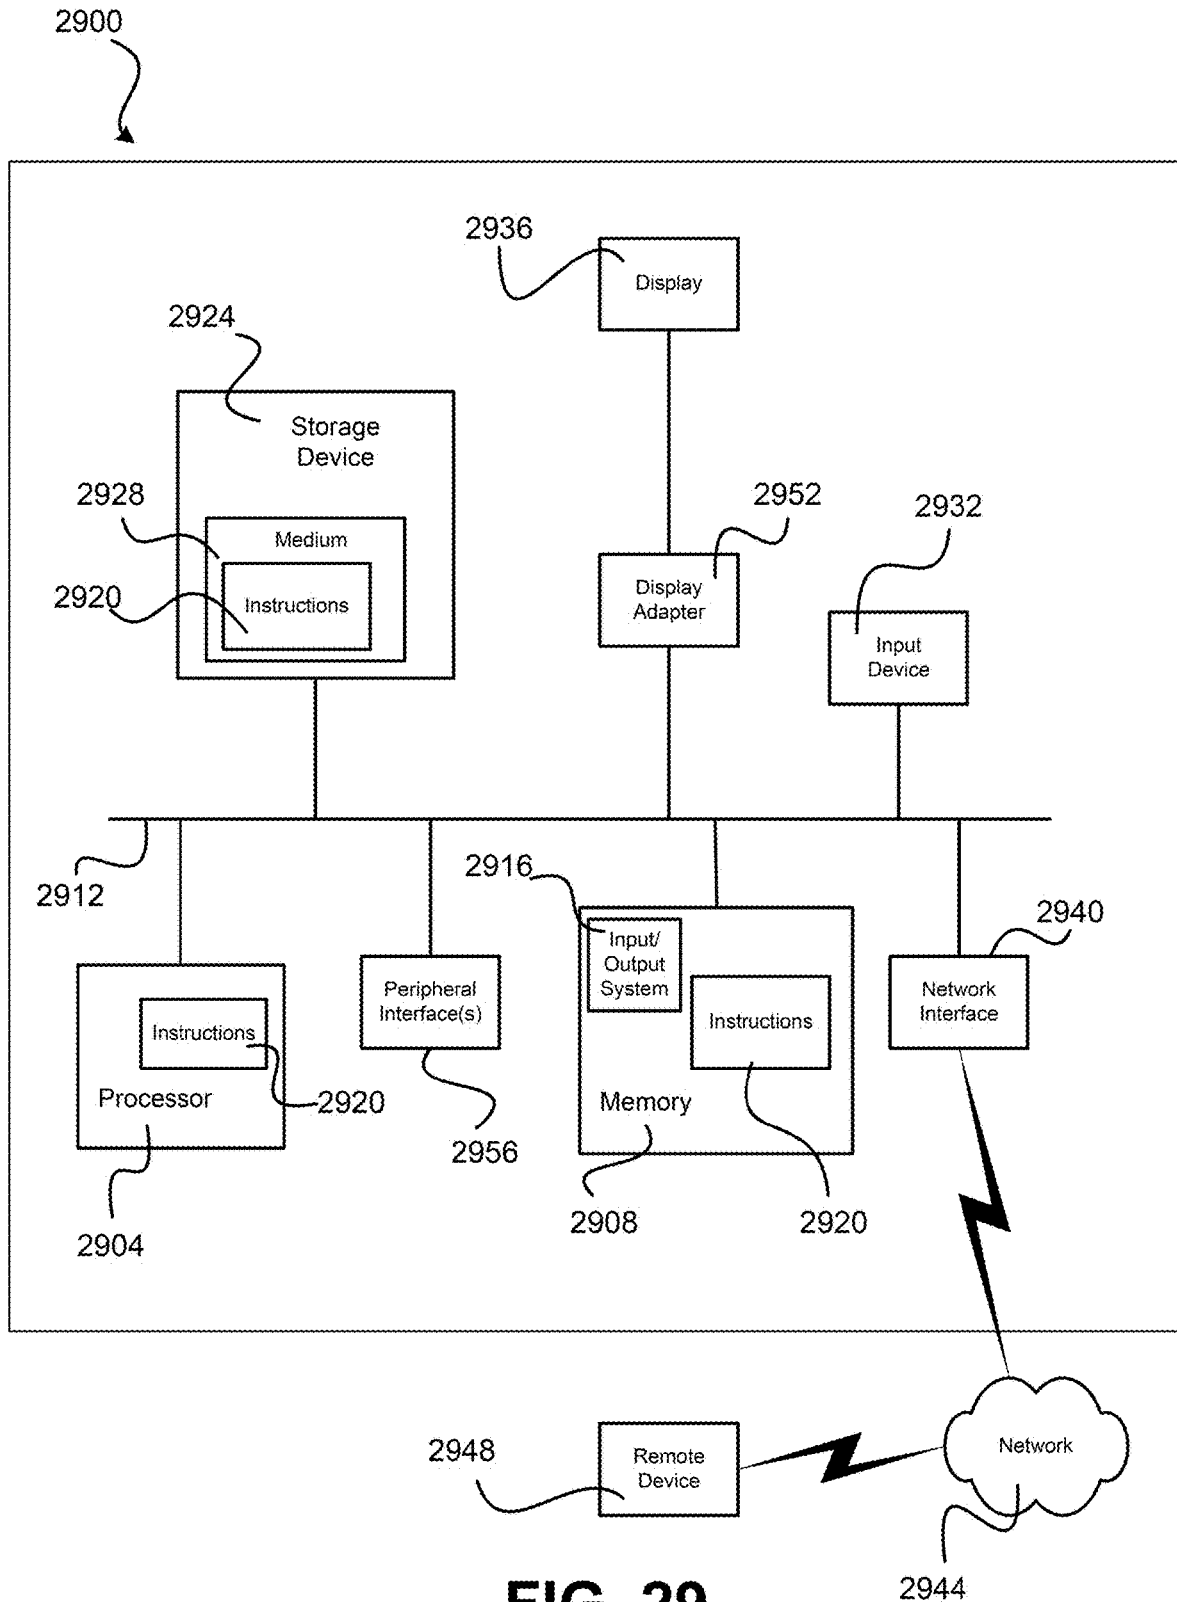 2900
2936
Display
2924
Storage
Device
2928
Medium
2920
Instructions
2952
Display
Adapter
2932
Input
Device
2912
2916
Input/
Output
System
Instructions
Memory
2908
2920
2940
Network
Interface
Peripheral
Interface(s)
2956
Instructions
Processor
2920
2904
2948
Remote
Device
Network
2944
FIG. 29